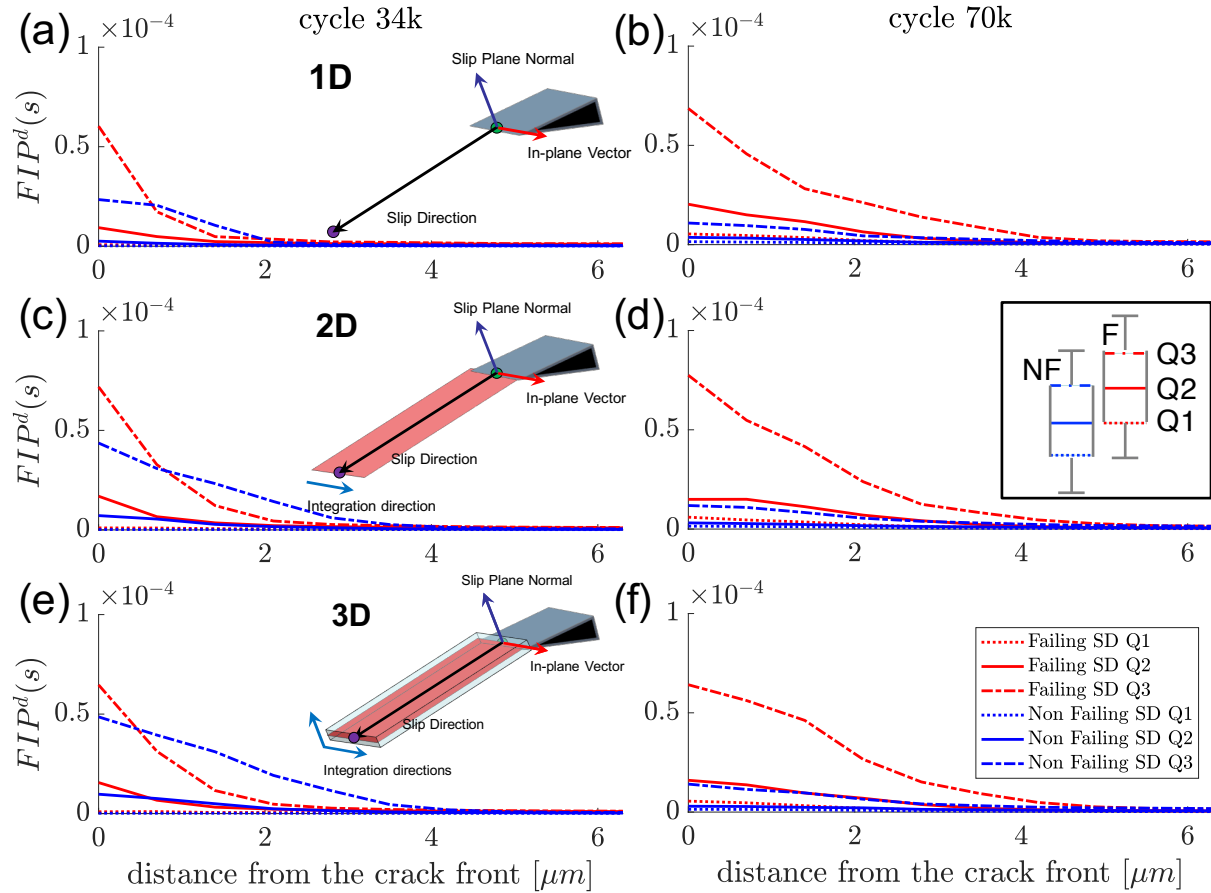 cycle 34k
cycle 70k
(a)
×10⁻⁴
1D
Slip Plane Normal
In-plane Vector
Slip Direction
1
0.5
0
FIPᵈ(s)
0 2 4 6
(b)
×10⁻⁴
1
0.5
0
0 2 4 6
(c)
×10⁻⁴
2D
Slip Plane Normal
In-plane Vector
Slip Direction
Integration direction
1
0.5
0
FIPᵈ(s)
0 2 4 6
(d)
×10⁻⁴
1
0.5
0
0 2 4 6
NF
F
Q3
Q2
Q1
(e)
×10⁻⁴
3D
Slip Plane Normal
In-plane Vector
Slip Direction
Integration directions
1
0.5
0
FIPᵈ(s)
0 2 4 6
distance from the crack front [μm]
(f)
×10⁻⁴
1
0.5
0
Failing SD Q1
Failing SD Q2
Failing SD Q3
Non Failing SD Q1
Non Failing SD Q2
Non Failing SD Q3
0 2 4 6
distance from the crack front [μm]